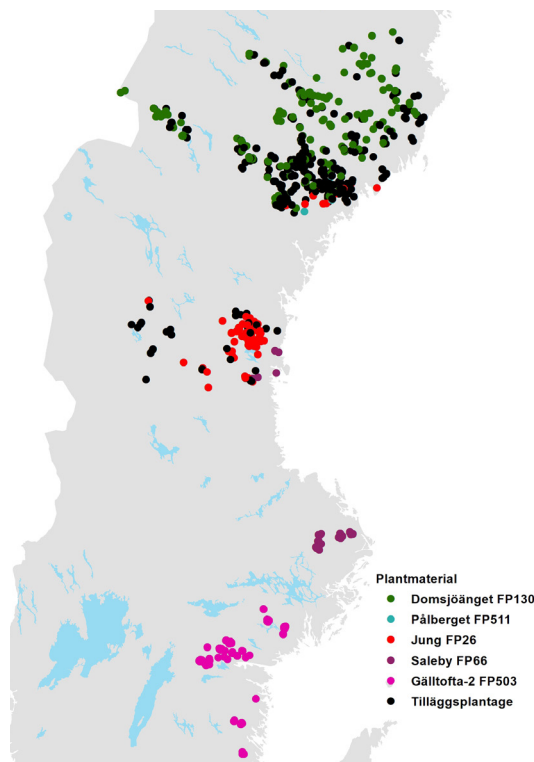 Plantmaterial
Domsjöänget FP130
Pålberget FP511
Jung FP26
Saleby FP66
Gälltofta-2 FP503
Tilläggsplantage